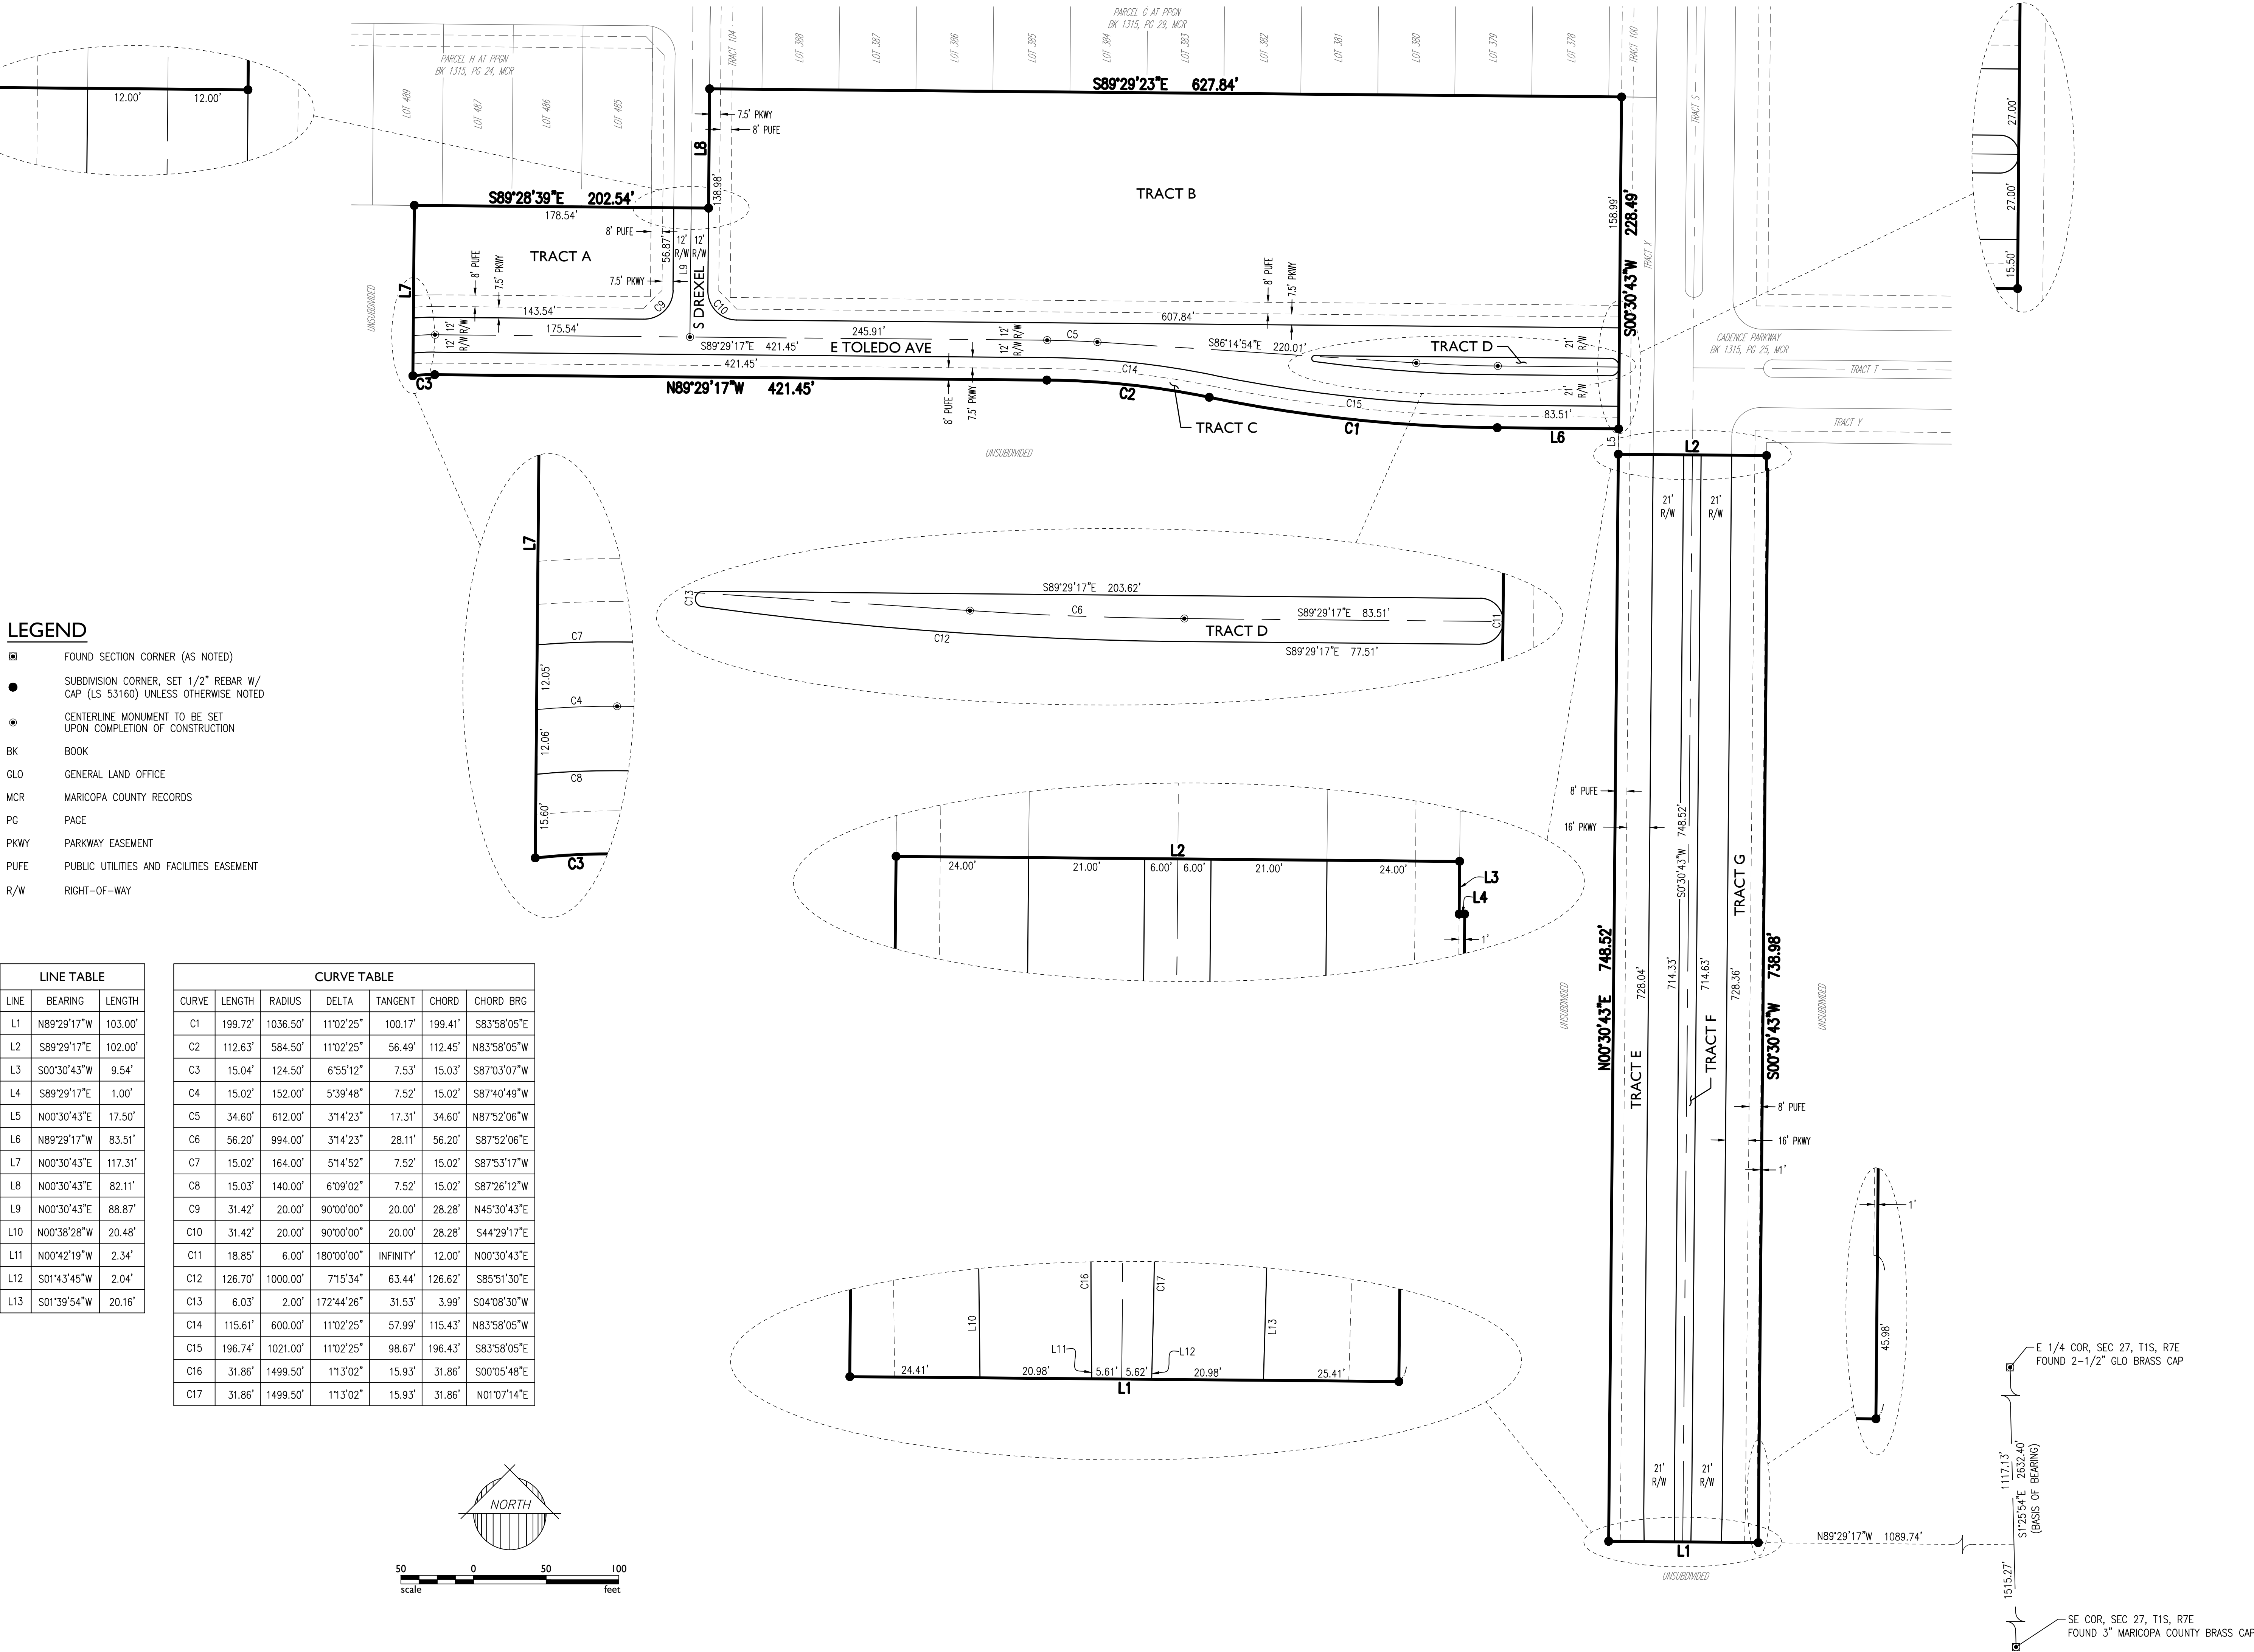 PARCEL G AT PPGN
BK 1315, PG 29, MCR
PARCEL H AT PPGN
BK 1315, PG 24, MCR
LOT 489
LOT 487
LOT 486
LOT 485
TRACT 104
LOT 388
LOT 387
LOT 386
LOT 385
LOT 384
LOT 383
LOT 382
LOT 381
LOT 380
LOT 379
LOT 378
TRACT 100
TRACT S
12.00'
12.00'
27.00'
27.00'
15.50'
S89°29'23"E 627.84'
7.5' PKWY
8' PUFE
L8
138.98'
TRACT B
158.99'
S00°30'43"W 228.49'
TRACT X
S89°28'39"E 202.54'
178.54'
8' PUFE
TRACT A
56.87'
12' R/W
12' R/W
L9
S DREXEL
7.5' PKWY
8' PUFE
7.5' PKWY
C9
C10
L7
UNSUBDIVIDED
143.54'
175.54'
12' R/W
12' R/W
8' PUFE
7.5' PKWY
607.84'
245.91'
12' R/W
12' R/W
C5
S89°29'17"E 421.45'
E TOLEDO AVE
S86°14'54"E 220.01'
TRACT D
21' R/W
21' R/W
421.45'
C14
C3
N89°29'17"W 421.45'
8' PUFE
7.5' PKWY
C2
C15
C1
83.51'
TRACT C
L6
L5
CADENCE PARKWAY
BK 1315, PG 25, MCR
TRACT T
TRACT Y
UNSUBDIVIDED
L2
21'
R/W
21'
R/W
L7
C7
12.05'
C4
12.06'
C8
15.60'
C3
S89°29'17"E 203.62'
C13
C6
S89°29'17"E 83.51'
C11
TRACT D
C12
S89°29'17"E 77.51'
L2
24.00'
21.00'
6.00'
6.00'
21.00'
24.00'
L3
L4
1'
8' PUFE
16' PKWY
S0°30'43"W 748.52'
TRACT G
N00°30'43"E 748.52'
728.04'
714.33'
714.63'
728.36'
S00°30'43"W 738.98'
UNSUBDIVIDED
UNSUBDIVIDED
TRACT E
TRACT F
8' PUFE
16' PKWY
1'
1'
45.98'
C16
C17
L10
L13
L11
L12
24.41'
20.98'
5.61'
5.62'
20.98'
25.41'
L1
21'
R/W
21'
R/W
L1
UNSUBDIVIDED
N89°29'17"W 1089.74'
E 1/4 COR, SEC 27, T1S, R7E
FOUND 2-1/2" GLO BRASS CAP
1117.13'
S1°25'54"E 2632.40'
(BASIS OF BEARING)
1515.27'
SE COR, SEC 27, T1S, R7E
FOUND 3" MARICOPA COUNTY BRASS CAP
LEGEND
FOUND SECTION CORNER (AS NOTED)
SUBDIVISION CORNER, SET 1/2" REBAR W/
CAP (LS 53160) UNLESS OTHERWISE NOTED
CENTERLINE MONUMENT TO BE SET
UPON COMPLETION OF CONSTRUCTION
BK BOOK
GLO GENERAL LAND OFFICE
MCR MARICOPA COUNTY RECORDS
PG PAGE
PKWY PARKWAY EASEMENT
PUFE PUBLIC UTILITIES AND FACILITIES EASEMENT
R/W RIGHT-OF-WAY
LINE TABLE
LINE BEARING LENGTH
L1 N89°29'17"W 103.00'
L2 S89°29'17"E 102.00'
L3 S00°30'43"W 9.54'
L4 S89°29'17"E 1.00'
L5 N00°30'43"E 17.50'
L6 N89°29'17"W 83.51'
L7 N00°30'43"E 117.31'
L8 N00°30'43"E 82.11'
L9 N00°30'43"E 88.87'
L10 N00°38'28"W 20.48'
L11 N00°42'19"W 2.34'
L12 S01°43'45"W 2.04'
L13 S01°39'54"W 20.16'
CURVE TABLE
CURVE LENGTH RADIUS DELTA TANGENT CHORD CHORD BRG
C1 199.72' 1036.50' 11°02'25" 100.17' 199.41' S83°58'05"E
C2 112.63' 584.50' 11°02'25" 56.49' 112.45' N83°58'05"W
C3 15.04' 124.50' 6°55'12" 7.53' 15.03' S87°03'07"W
C4 15.02' 152.00' 5°39'48" 7.52' 15.02' S87°40'49"W
C5 34.60' 612.00' 3°14'23" 17.31' 34.60' N87°52'06"W
C6 56.20' 994.00' 3°14'23" 28.11' 56.20' S87°52'06"E
C7 15.02' 164.00' 5°14'52" 7.52' 15.02' S87°53'17"W
C8 15.03' 140.00' 6°09'02" 7.52' 15.02' S87°26'12"W
C9 31.42' 20.00' 90°00'00" 20.00' 28.28' N45°30'43"E
C10 31.42' 20.00' 90°00'00" 20.00' 28.28' S44°29'17"E
C11 18.85' 6.00' 180°00'00" INFINITY' 12.00' N00°30'43"E
C12 126.70' 1000.00' 7°15'34" 63.44' 126.62' S85°51'30"E
C13 6.03' 2.00' 172°44'26" 31.53' 3.99' S04°08'30"W
C14 115.61' 600.00' 11°02'25" 57.99' 115.43' N83°58'05"W
C15 196.74' 1021.00' 11°02'25" 98.67' 196.43' S83°58'05"E
C16 31.86' 1499.50' 1°13'02" 15.93' 31.86' S00°05'48"E
C17 31.86' 1499.50' 1°13'02" 15.93' 31.86' N01°07'14"E
NORTH
50 0 50 100
scale feet